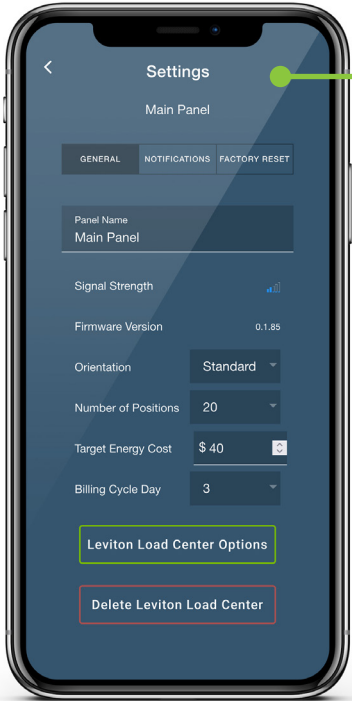 Settings
Main Panel
GENERAL NOTIFICATIONS FACTORY RESET
Panel Name
Main Panel
Signal Strength
Firmware Version 0.1.85
Orientation Standard
Number of Positions 20
Target Energy Cost $ 40
Billing Cycle Day 3
Leviton Load Center Options
Delete Leviton Load Center